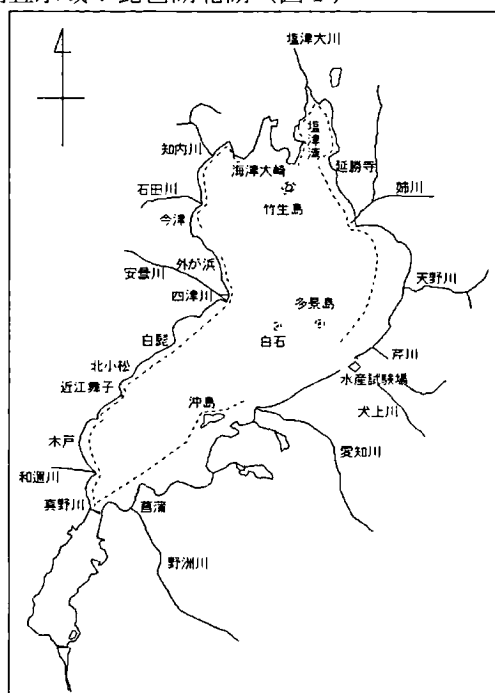 塩津大川
知内川
塩津湾
海津大崎
延勝寺
石田川
竹生島
姉川
今津
外が浜
安曇川
天野川
四津川
多景島
白髭
白石
芹川
北小松
水産試験場
近江舞子
沖島
犬上川
木戸
愛知川
和邇川
真野川
菖蒲
野洲川